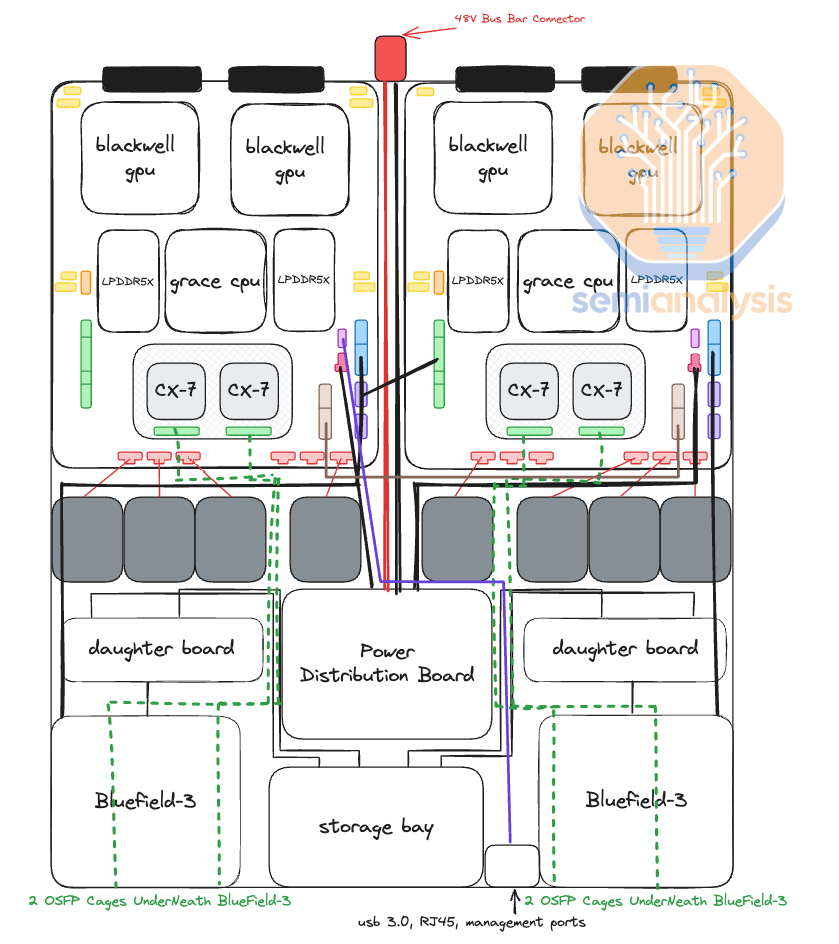 48V Bus Bar Connector
blackwell
gpu
blackwell
gpu
blackwell
gpu
blackwell
gpu
LPDDR5X
grace cpu
LPDDR5X
LPDDR5X
grace cpu
LPDDR5X
semianalysis
CX-7
CX-7
CX-7
CX-7
daughter board
Power
Distribution Board
daughter board
Bluefield-3
storage bay
Bluefield-3
2 OSFP Cages UnderNeath BlueField-3
2 OSFP Cages UnderNeath BlueField-3
usb 3.0, RJ45, management ports